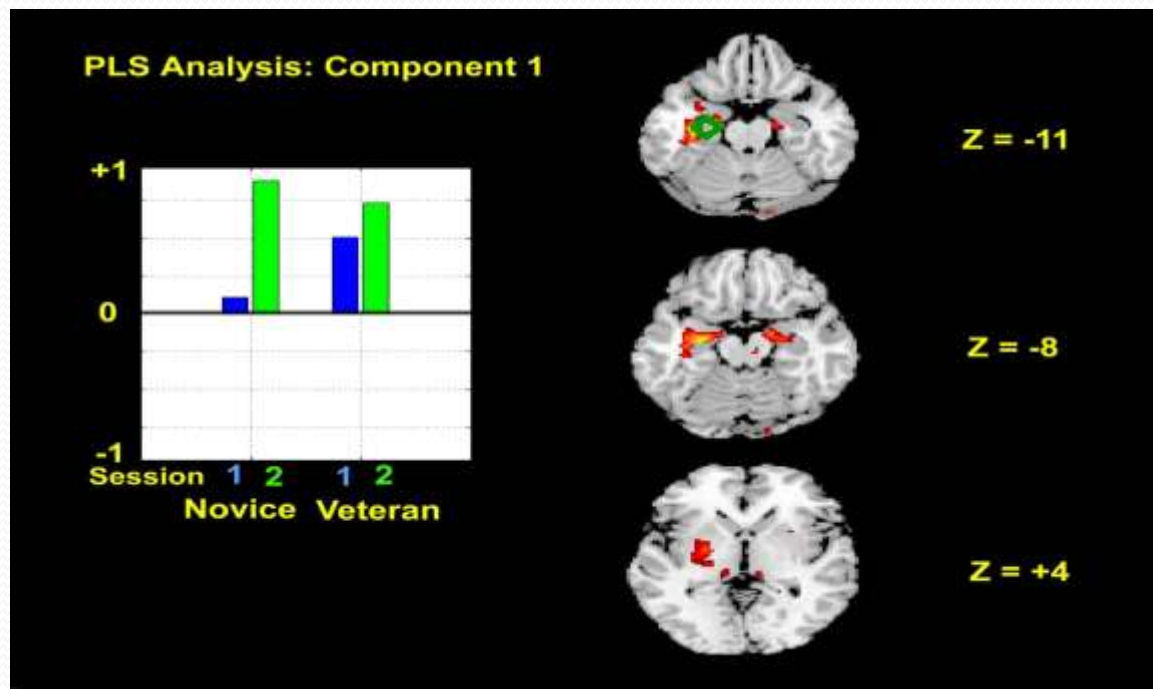 PLS Analysis: Component 1
+1
0
-1
Session 1 2 1 2
Novice Veteran
Z = -11
Z = -8
Z = +4